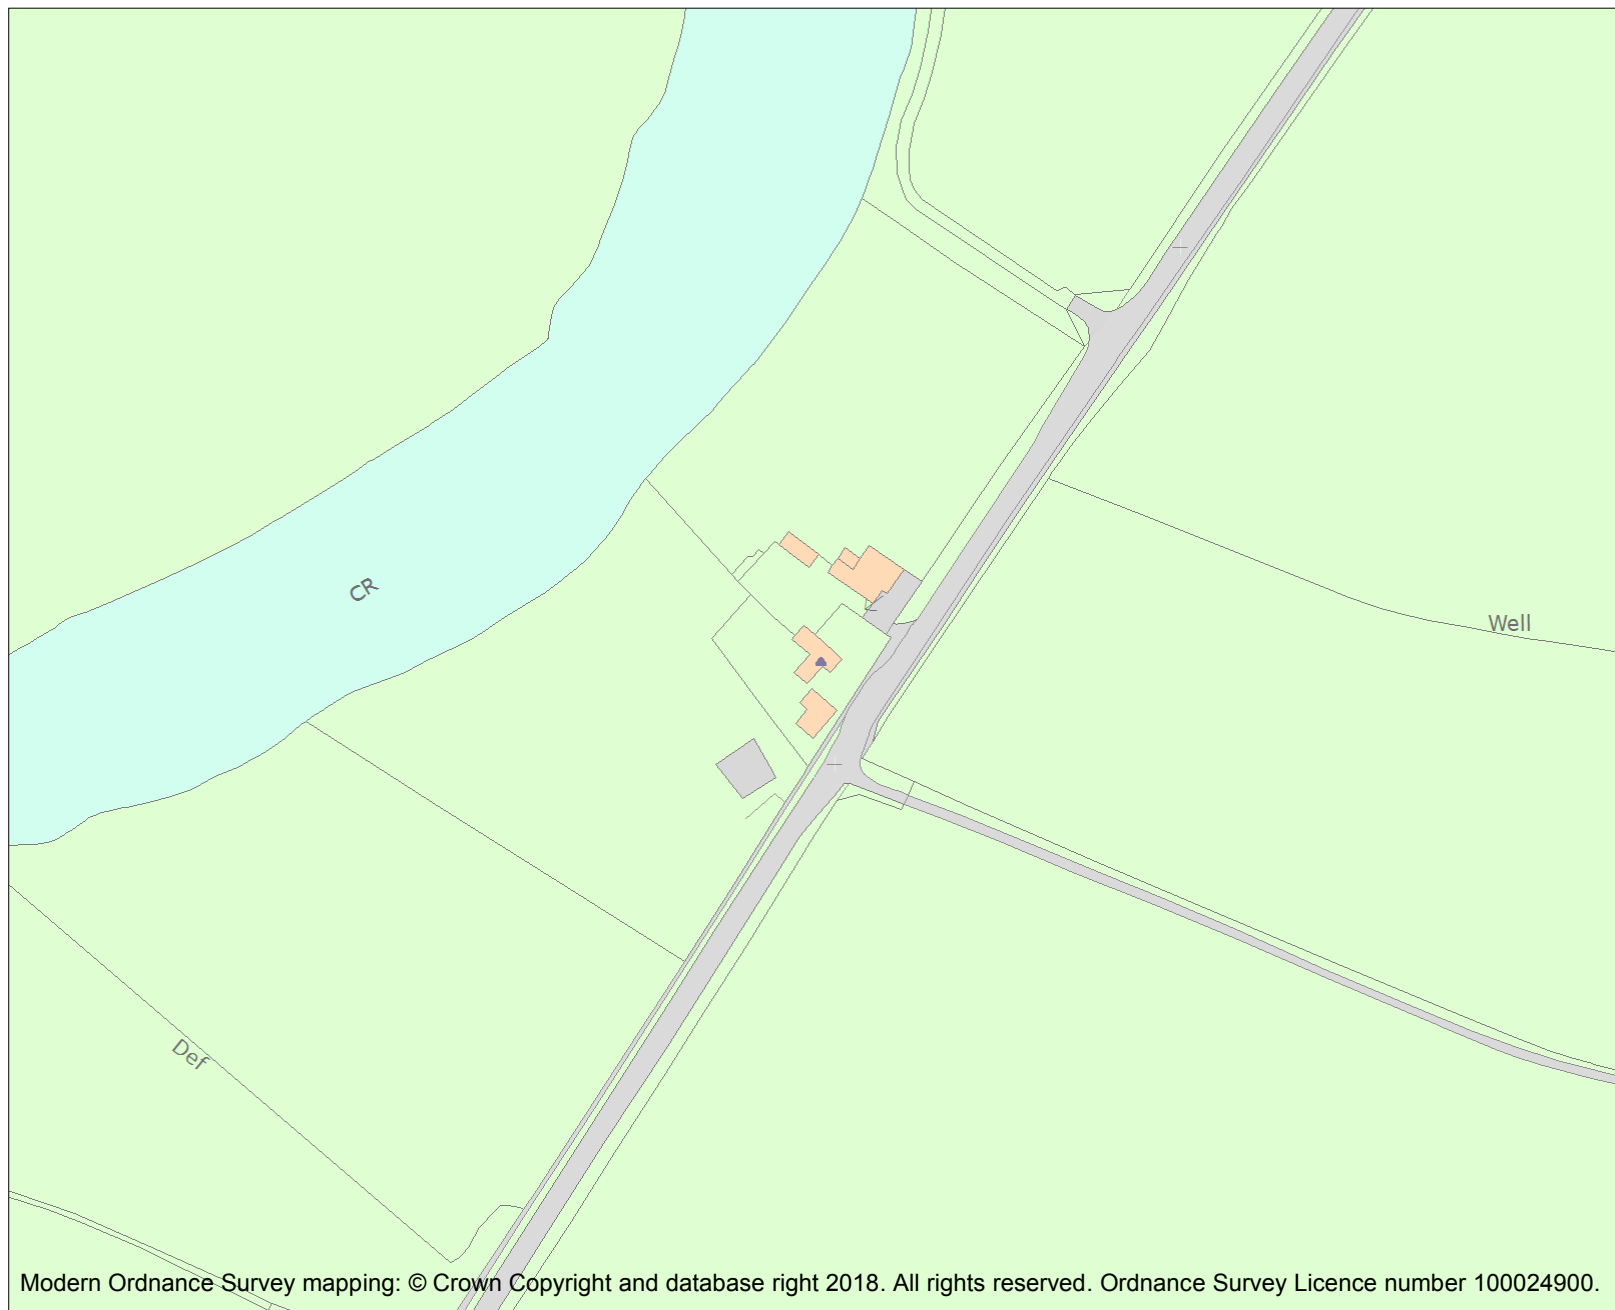 CR
Well
Def
Modern Ordnance Survey mapping: © Crown Copyright and database right 2018. All rights reserved. Ordnance Survey Licence number 100024900.